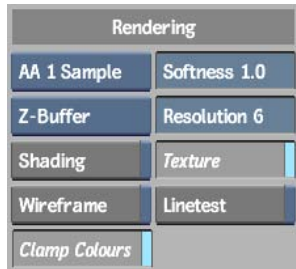 Rendering
AA 1 Sample Softness 1.0
Z-Buffer Resolution 6
Shading Texture
Wireframe Linetest
Clamp Colours